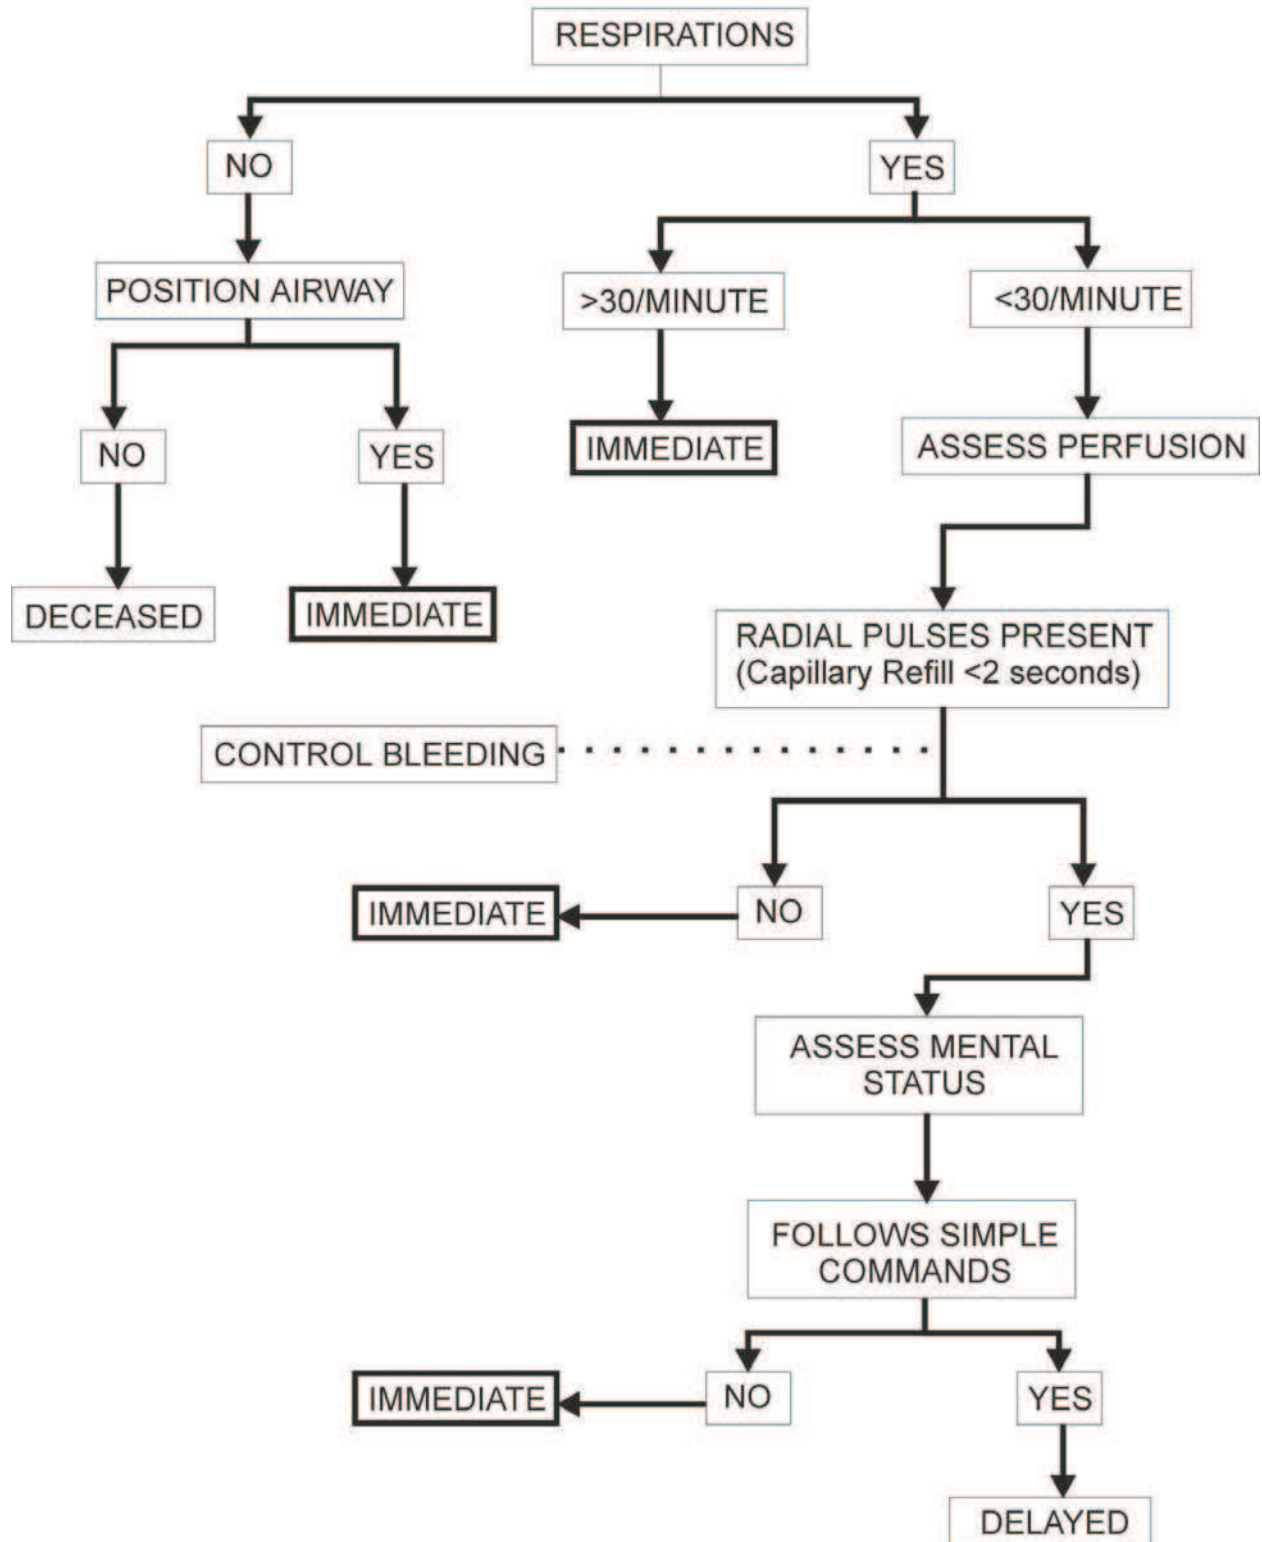 RESPIRATIONS
NO
YES
POSITION AIRWAY
>30/MINUTE
<30/MINUTE
NO
YES
IMMEDIATE
ASSESS PERFUSION
DECEASED
IMMEDIATE
RADIAL PULSES PRESENT
(Capillary Refill <2 seconds)
CONTROL BLEEDING
IMMEDIATE
NO
YES
ASSESS MENTAL
STATUS
FOLLOWS SIMPLE
COMMANDS
IMMEDIATE
NO
YES
DELAYED